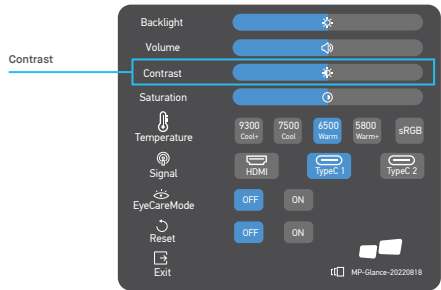 Backlight
Volume
Contrast
Contrast
Saturation
Temperature
9300 Cool+
7500 Cool
6500 Warm
5800 Warm+
sRGB
Signal
HDMI
TypeC 1
TypeC 2
EyeCareMode
OFF
ON
Reset
OFF
ON
Exit
MP-Glance-20220818